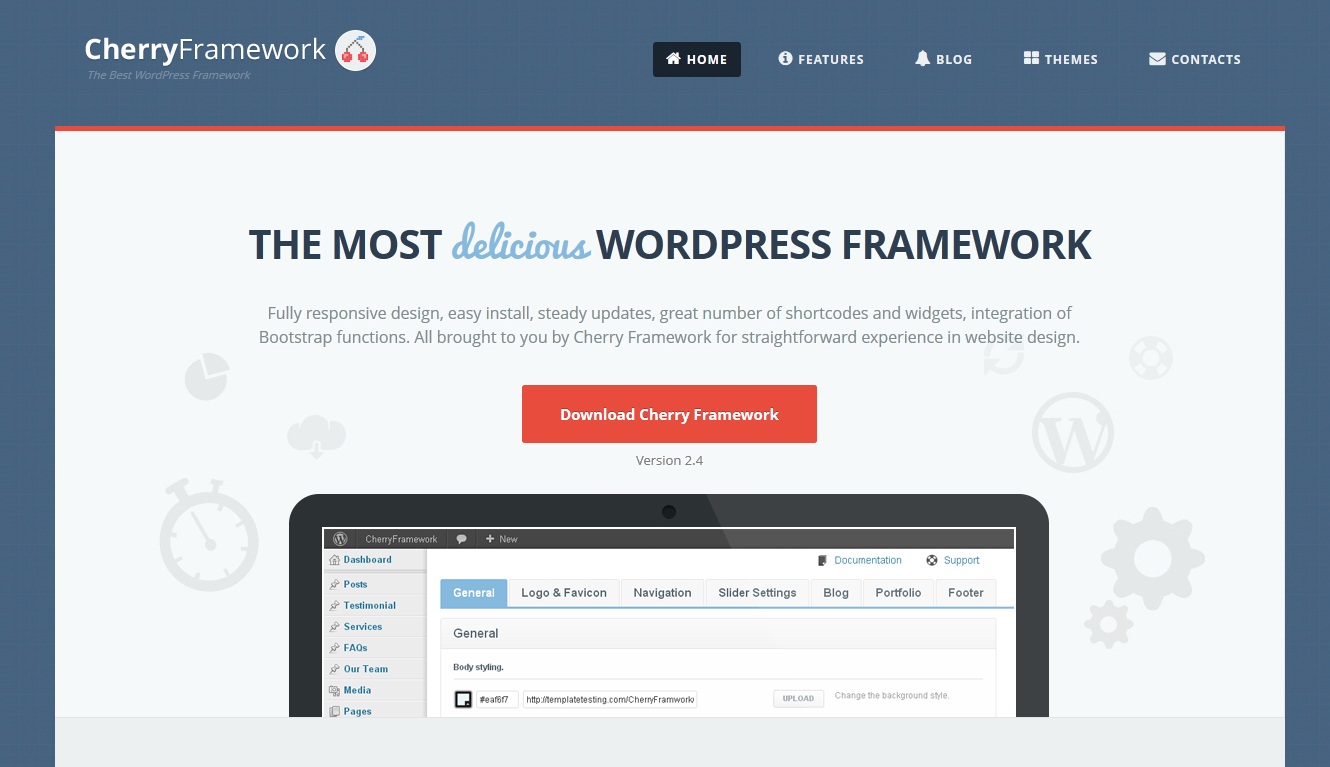 CherryFramework
The Best WordPress Framework
HOME
FEATURES
BLOG
THEMES
CONTACTS
THE MOST delicious WORDPRESS FRAMEWORK
Fully responsive design, easy install, steady updates, great number of shortcodes and widgets, integration of
Bootstrap functions. All brought to you by Cherry Framework for straightforward experience in website design.
Download Cherry Framework
Version 2.4
CherryFramework
New
Dashboard
Documentation
Support
Posts
Testimonial
Services
FAQs
Our Team
Media
Pages
General
Logo & Favicon
Navigation
Slider Settings
Blog
Portfolio
Footer
General
Body styling.
#eaf6f7
http://templatetesting.com/CherryFramwork/
UPLOAD
Change the background style.